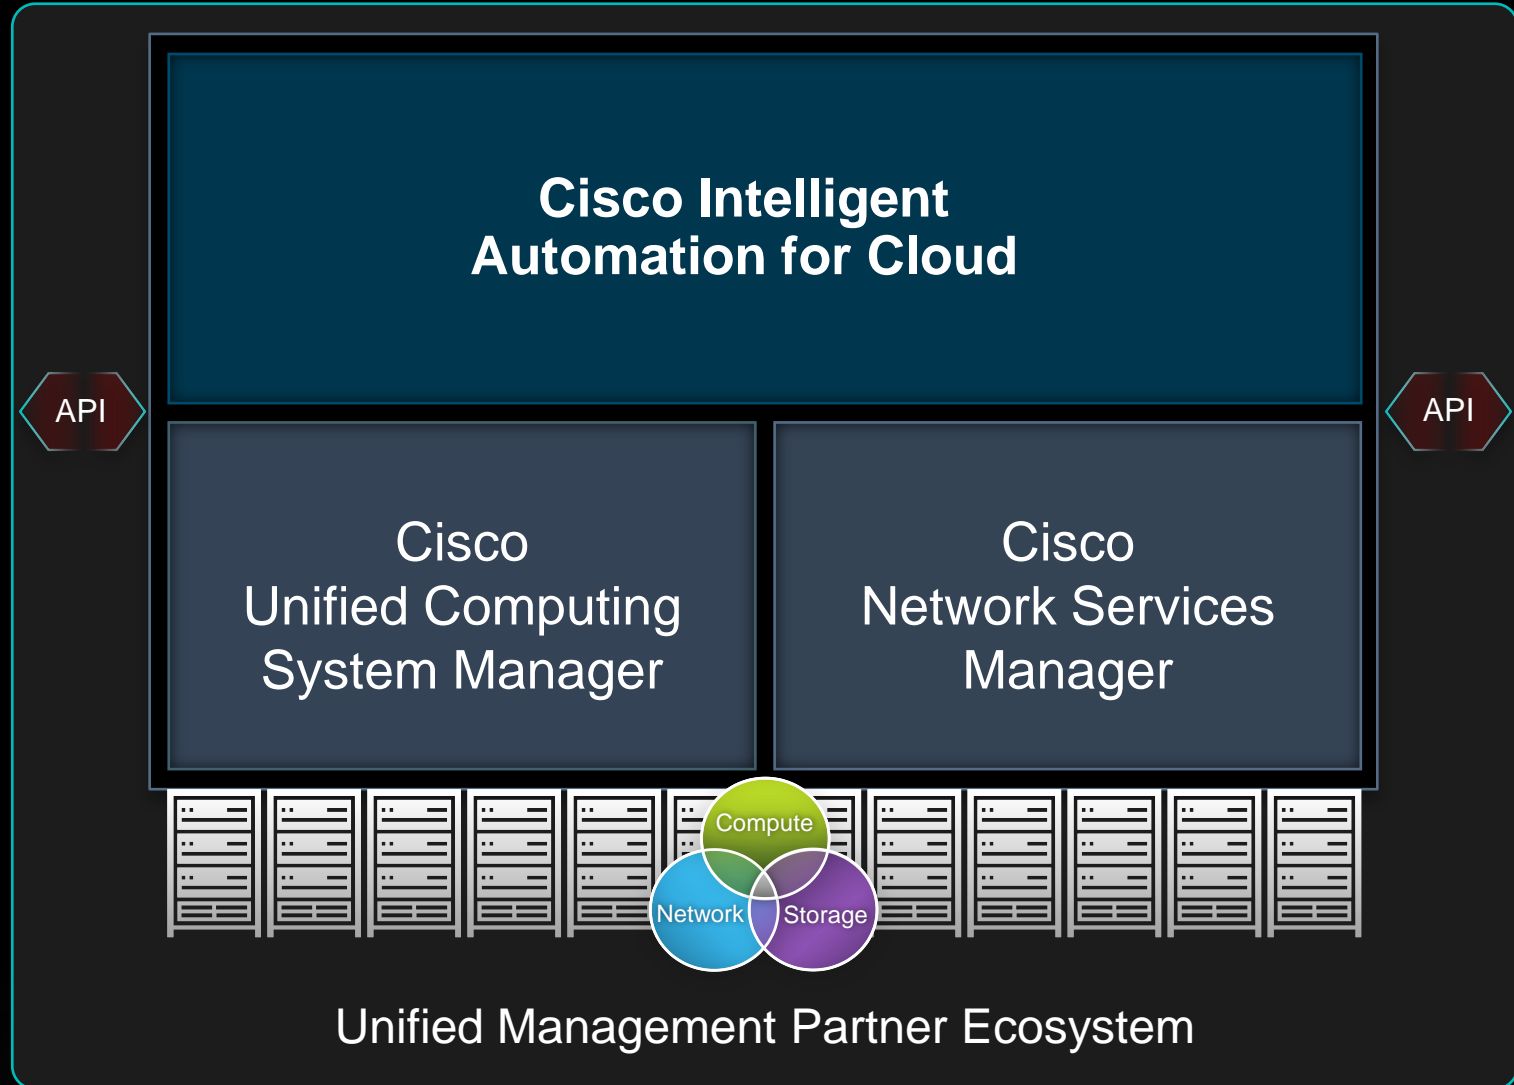 Cisco Intelligent
Automation for Cloud
API
API
Cisco
Unified Computing
System Manager
Cisco
Network Services
Manager
Compute
Network
Storage
Unified Management Partner Ecosystem